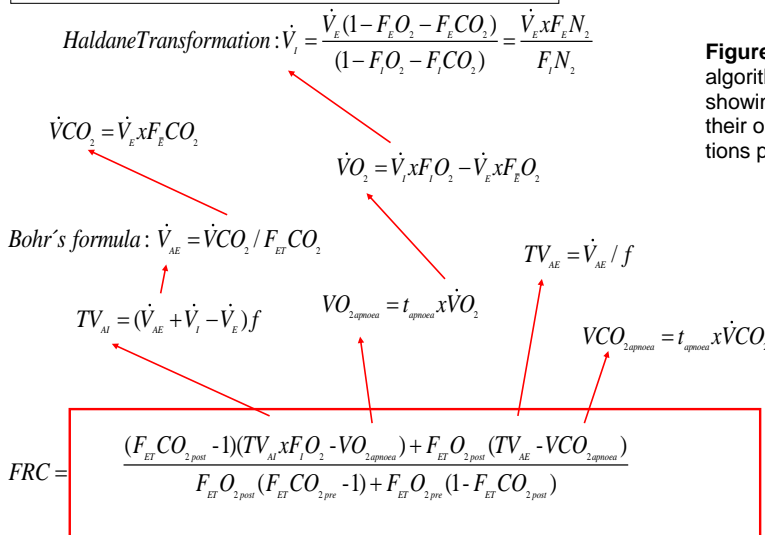 HaldaneTransformation : V̇_I = V̇_E (1 − F_E O_2 − F_E CO_2) / (1 − F_I O_2 − F_I CO_2) = V̇_E x F_E N_2 / F_I N_2
Figure
algorith
showin
their o
tions p
V̇CO_2 = V̇_E x F_Ē CO_2
V̇O_2 = V̇_I x F_I O_2 − V̇_E x F_Ē O_2
Bohr´s formula : V̇_AE = V̇CO_2 / F_ET CO_2
TV_AE = V̇_AE / f
TV_AI = (V̇_AE + V̇_I − V̇_E) f
VO_2apnoea = t_apnoea x V̇O_2
VCO_2apnoea = t_apnoea x V̇CO_2
FRC = (F_ET CO_2post -1)(TV_AI x F_I O_2 -VO_2apnoea) + F_ET O_2post (TV_AE -VCO_2apnoea) / F_ET O_2post (F_ET CO_2pre -1) + F_ET O_2pre (1- F_ET CO_2post)